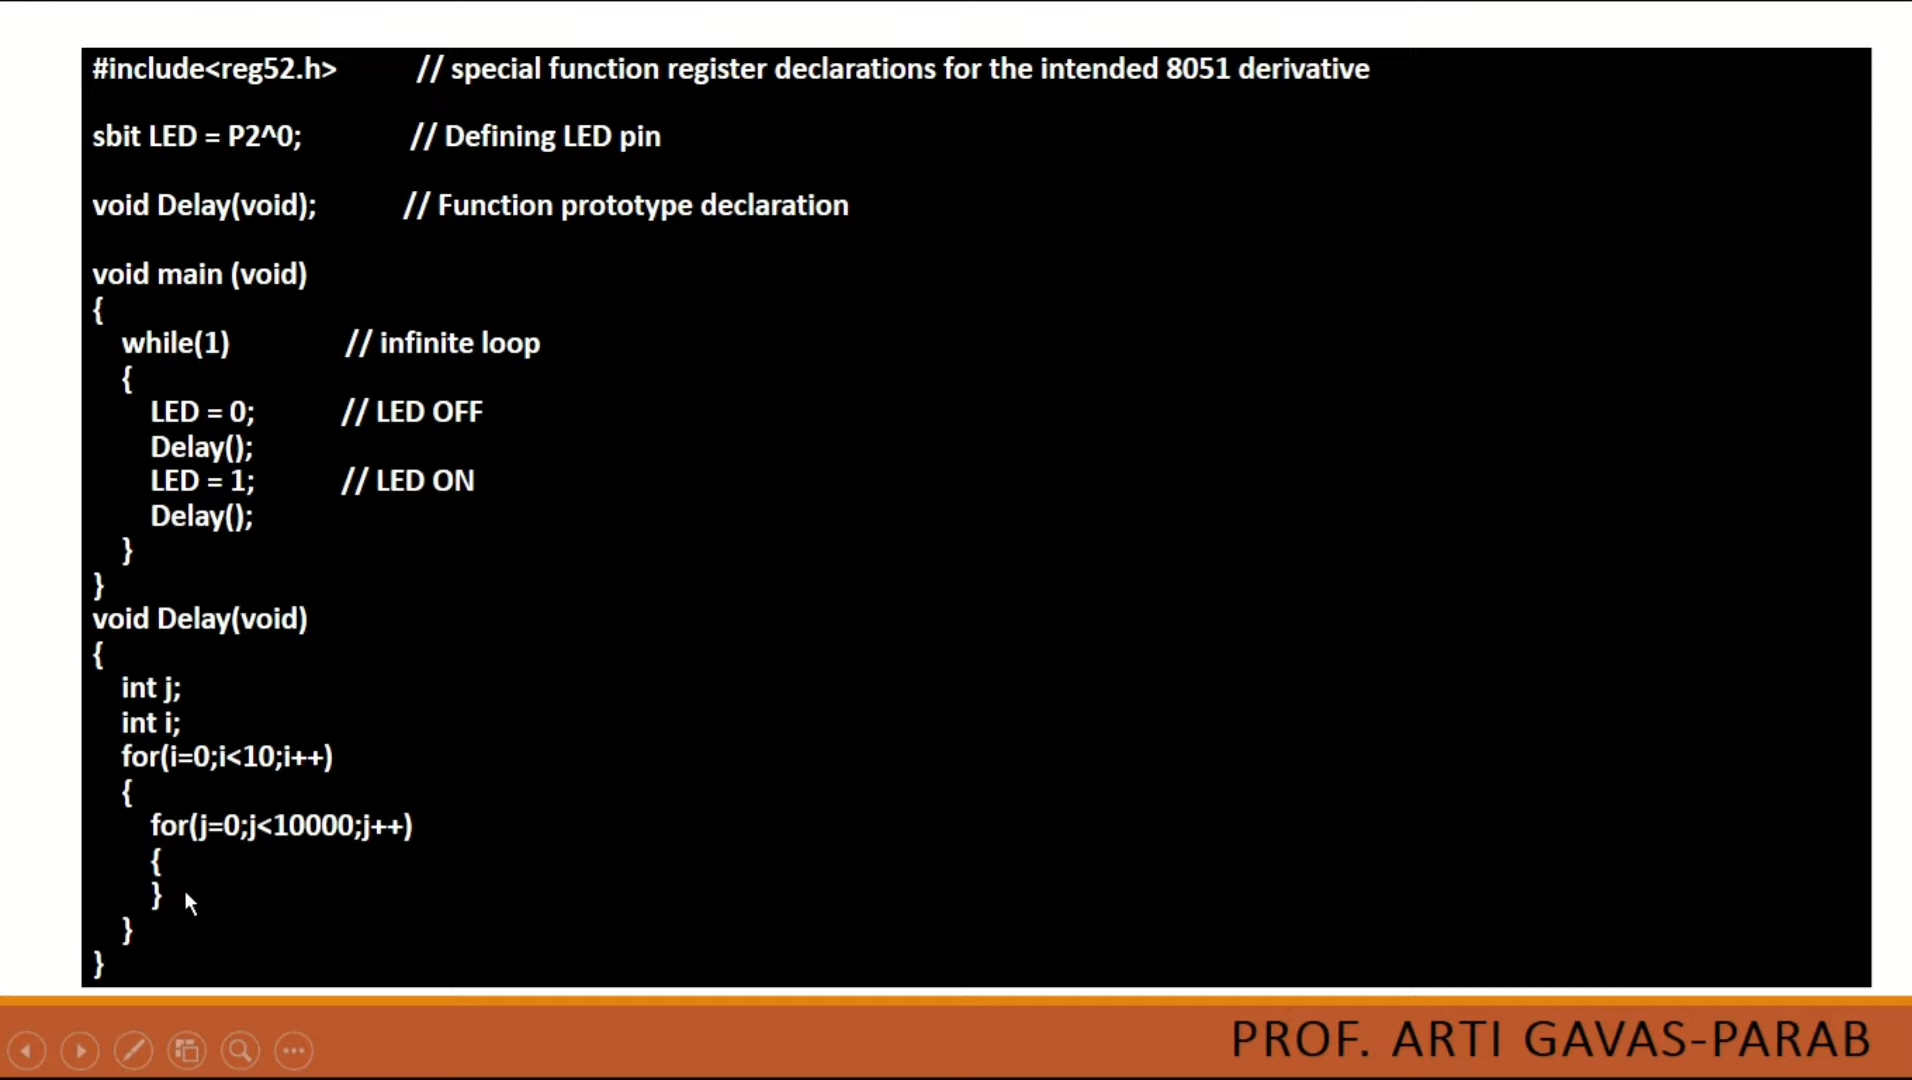 #include<reg52.h> // special function register declarations for the intended 8051 derivative
sbit LED = P2^0; // Defining LED pin
void Delay(void); // Function prototype declaration
void main (void)
{
while(1) // infinite loop
{
LED = 0; // LED OFF
Delay();
LED = 1; // LED ON
Delay();
}
}
void Delay(void)
{
int j;
int i;
for(i=0;i<10;i++)
{
for(j=0;j<10000;j++)
{
}
}
}
PROF. ARTI GAVAS-PARAB